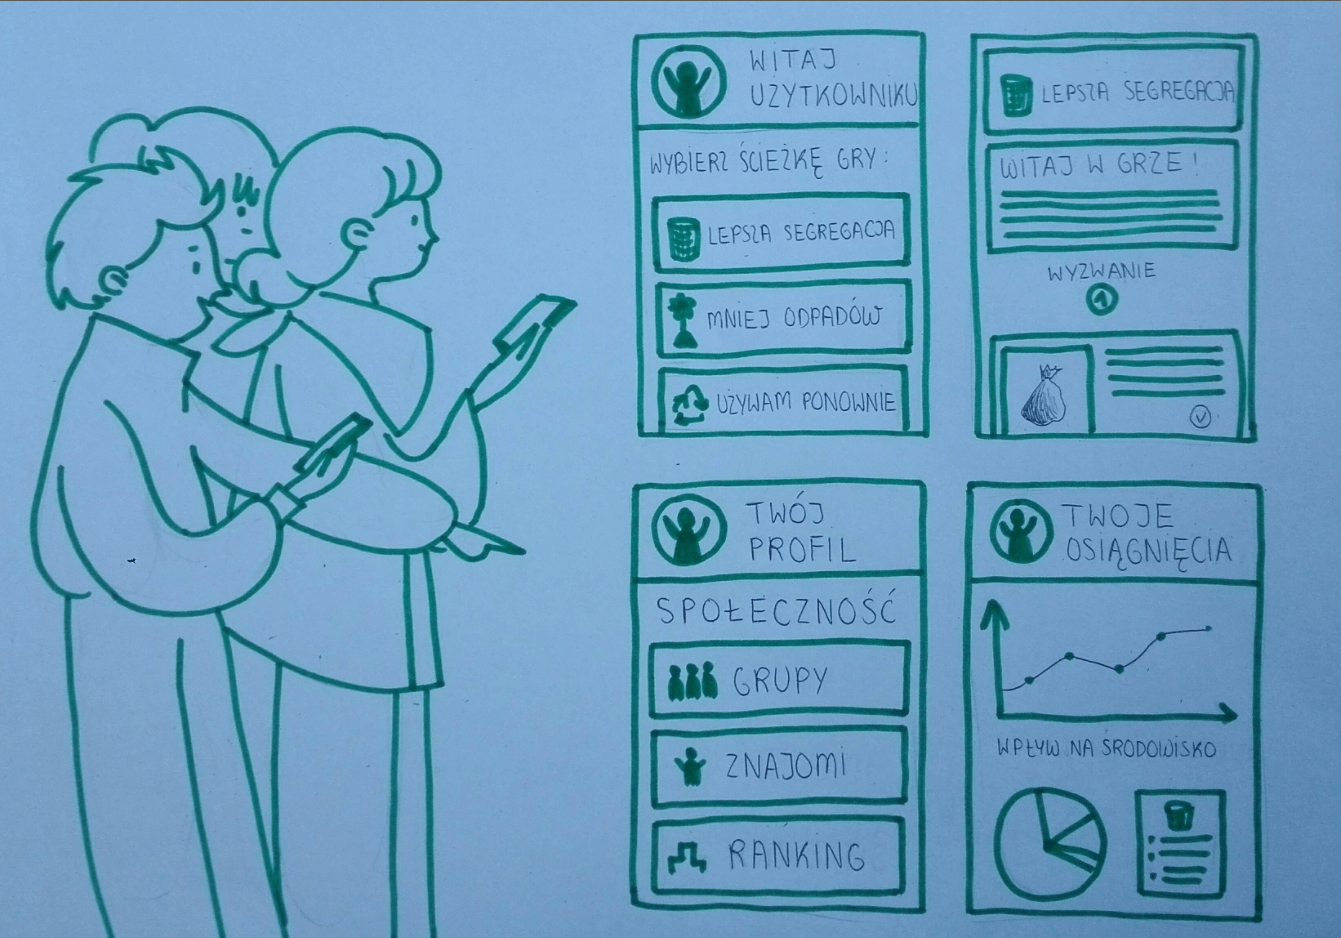 WITAJ
UŻYTKOWNIKU
WYBIERZ ŚCIEŻKĘ GRY:
LEPSZA SEGREGACJA
MNIEJ ODPADÓW
UŻYWAM PONOWNIE
LEPSZA SEGREGACJA
WITAJ W GRZE!
WYZWANIE
1
TWÓJ
PROFIL
SPOŁECZNOŚĆ
GRUPY
ZNAJOMI
RANKING
TWOJE
OSIĄGNIĘCIA
WPŁYW NA ŚRODOWISKO